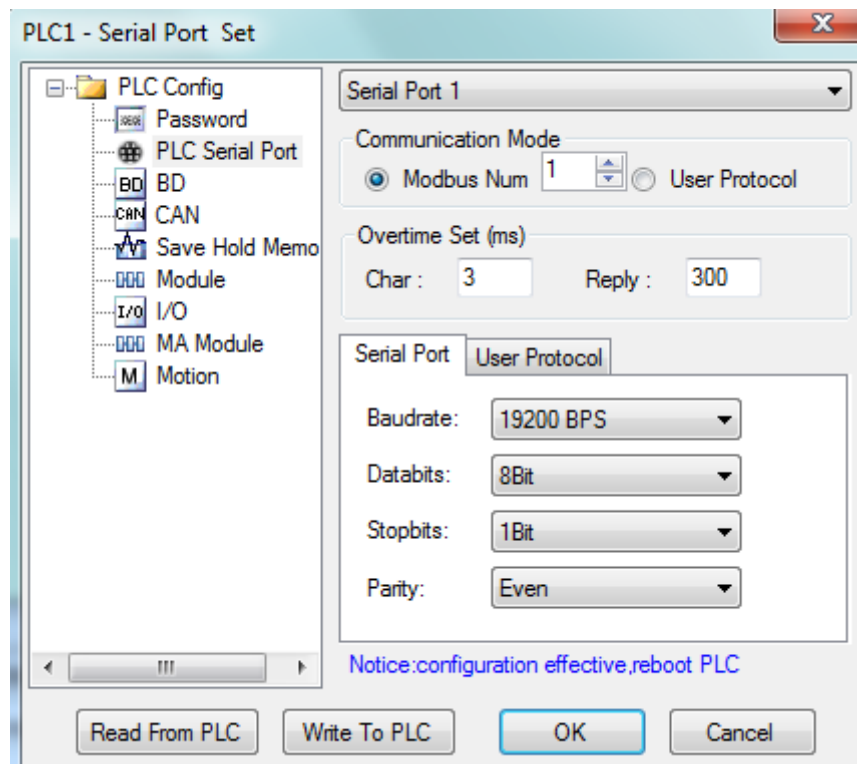 PLC1 - Serial Port Set
PLC Config
Password
PLC Serial Port
BD BD
CAN CAN
Save Hold Memo
Module
I/O I/O
MA Module
M Motion
Serial Port 1
Communication Mode
Modbus Num 1 User Protocol
Overtime Set (ms)
Char : 3 Reply : 300
Serial Port User Protocol
Baudrate: 19200 BPS
Databits: 8Bit
Stopbits: 1Bit
Parity: Even
Notice:configuration effective,reboot PLC
Read From PLC Write To PLC OK Cancel